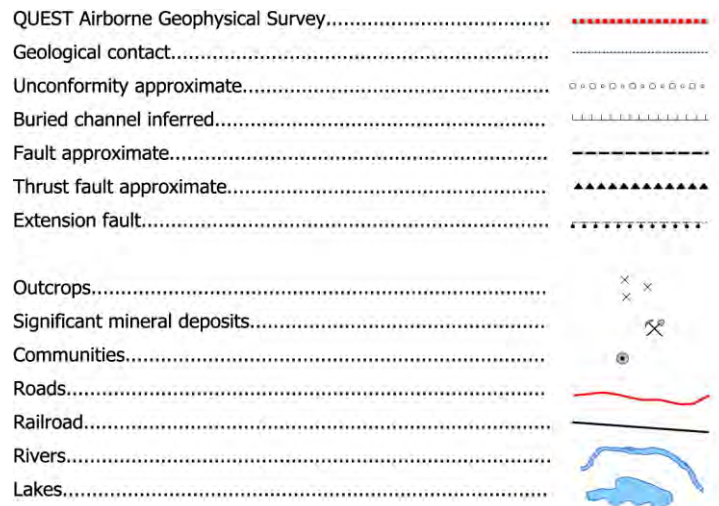 QUEST Airborne Geophysical Survey........................................................
Geological contact........................................................
Unconformity approximate........................................................
Buried channel inferred........................................................
Fault approximate........................................................
Thrust fault approximate........................................................
Extension fault........................................................
Outcrops........................................................
Significant mineral deposits........................................................
Communities........................................................
Roads........................................................
Railroad........................................................
Rivers........................................................
Lakes........................................................